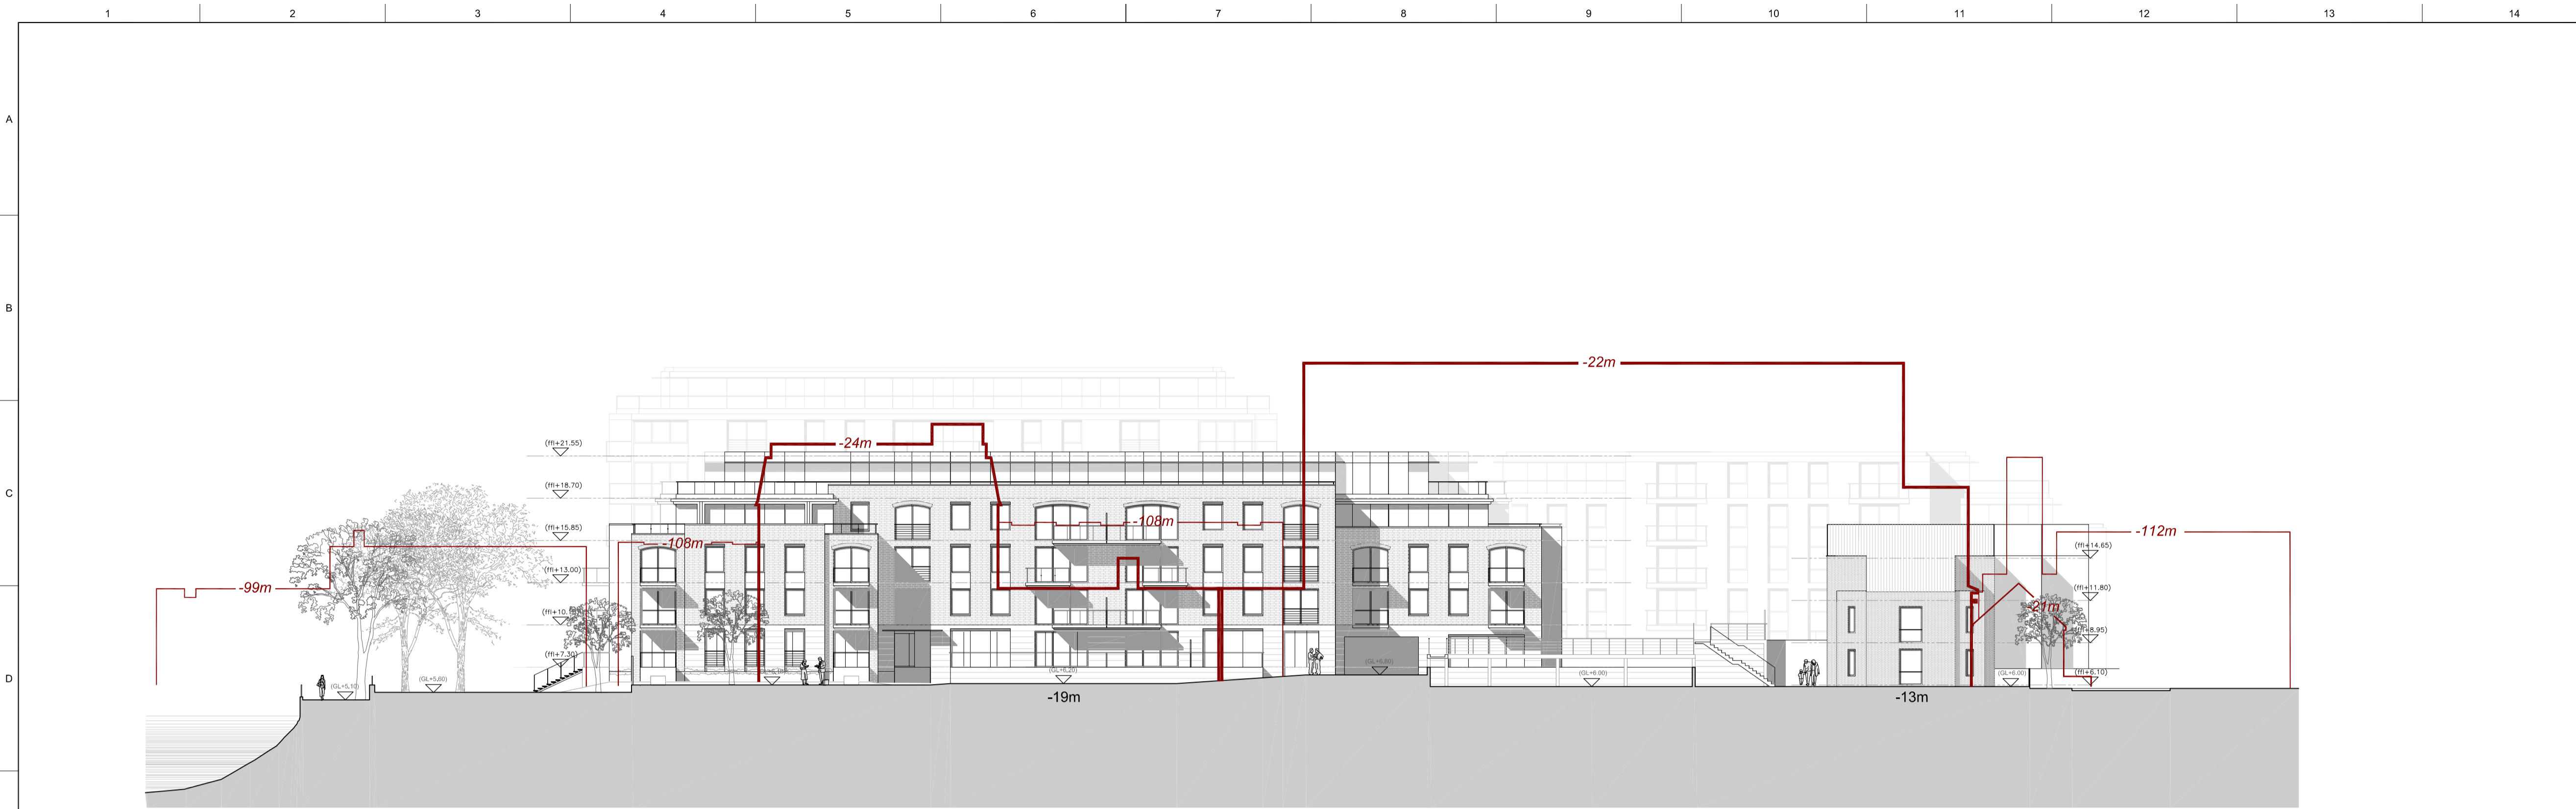 1 2 3 4 5 6 7 8 9 10 11 12 13 14
A
B
-22m
C
(ffl+21.55)
-24m
(ffl+18.70)
-108m
(ffl+15.85)
-112m
-108m
(ffl+14.65)
(ffl+13.00)
-99m
(ffl+11.80)
-21m
(ffl+8.95)
(ffl+7.30)
D
(GL+5,10)
(GL+5,60)
(GL+6,20)
(GL+6.00)
(GL+6,00)
(ffl+6,10)
-19m
-13m